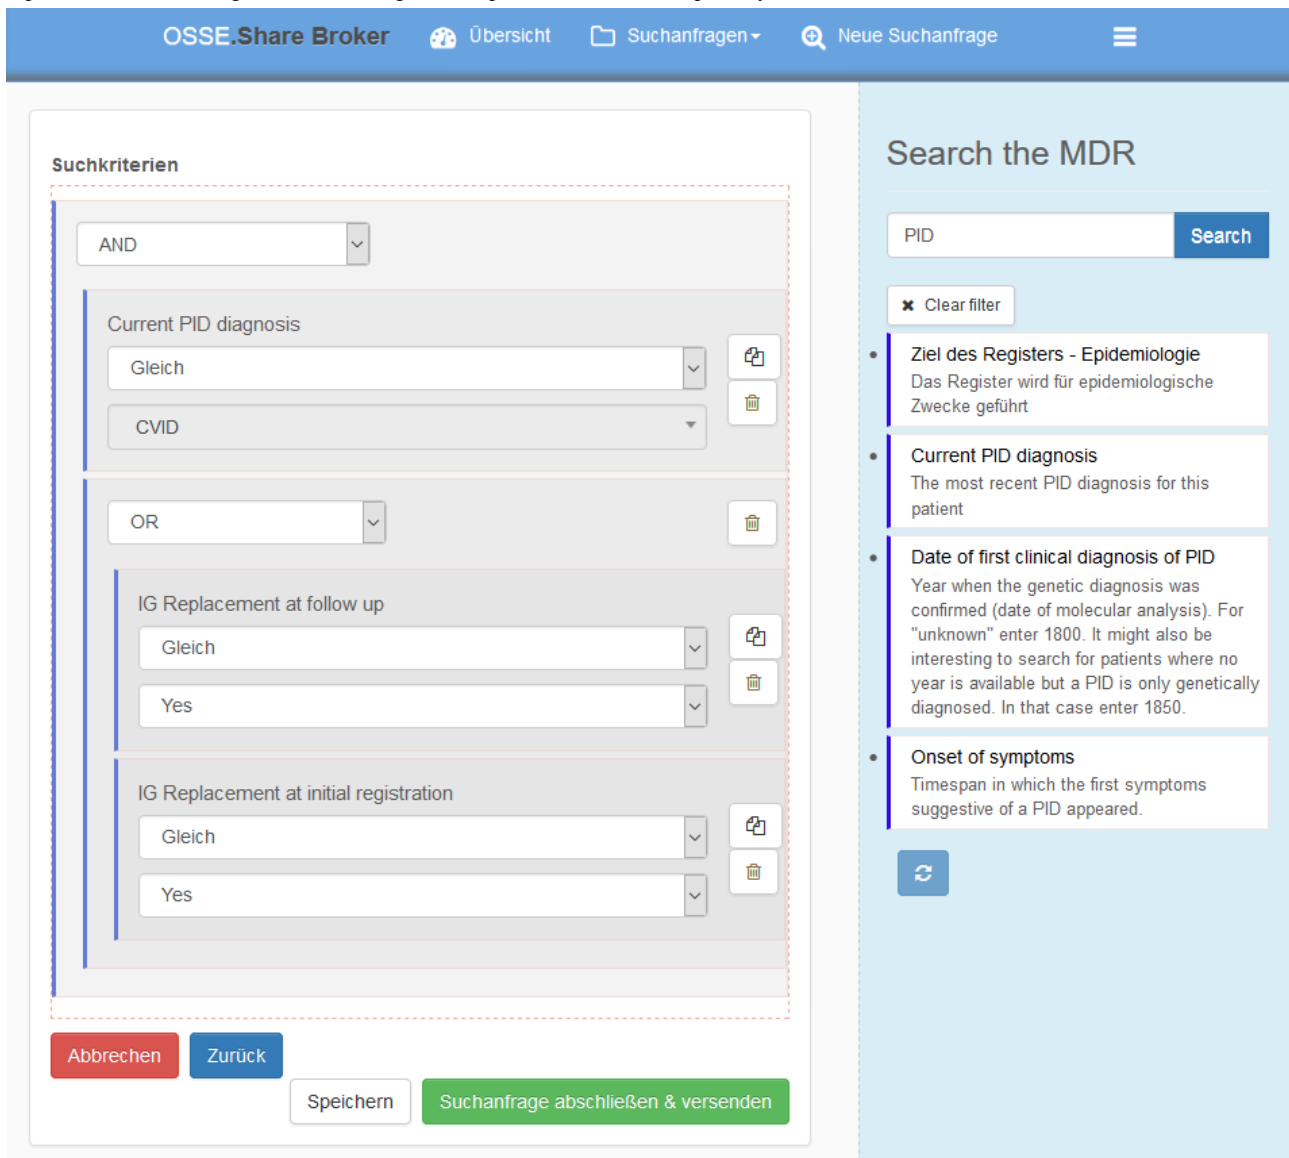 OSSE.Share Broker Übersicht Suchanfragen Neue Suchanfrage
Suchkriterien
AND
Current PID diagnosis
Gleich
CVID
OR
IG Replacement at follow up
Gleich
Yes
IG Replacement at initial registration
Gleich
Yes
Abbrechen Zurück
Speichern Suchanfrage abschließen & versenden
Search the MDR
PID Search
Clear filter
Ziel des Registers - Epidemiologie
Das Register wird für epidemiologische
Zwecke geführt
Current PID diagnosis
The most recent PID diagnosis for this
patient
Date of first clinical diagnosis of PID
Year when the genetic diagnosis was
confirmed (date of molecular analysis). For
"unknown" enter 1800. It might also be
interesting to search for patients where no
year is available but a PID is only genetically
diagnosed. In that case enter 1850.
Onset of symptoms
Timespan in which the first symptoms
suggestive of a PID appeared.